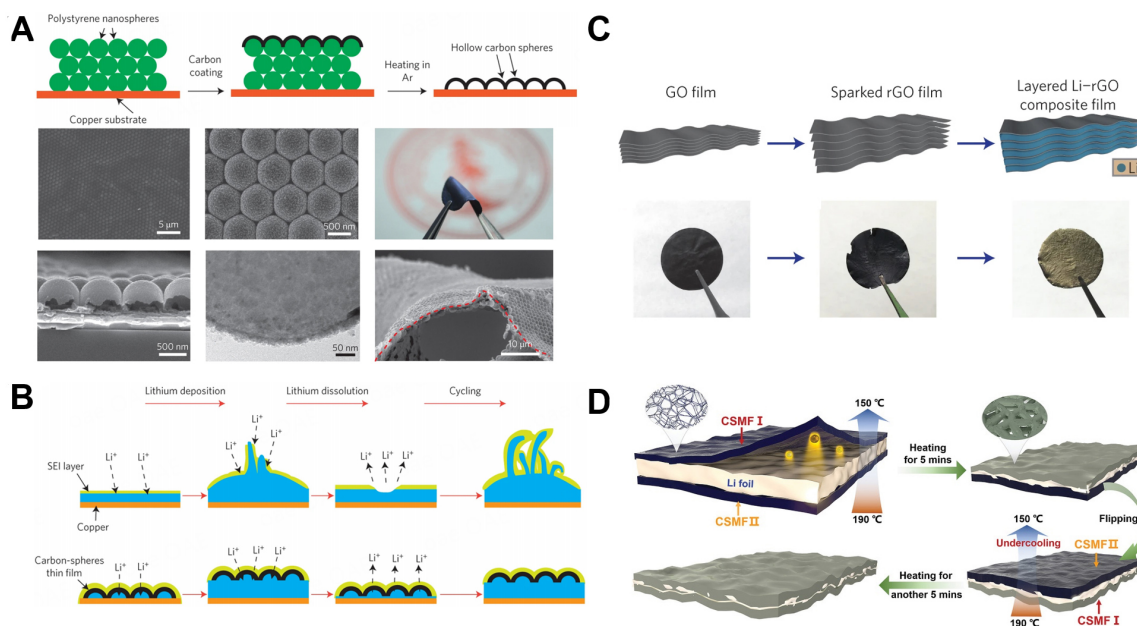 A
Polystyrene nanospheres
Carbon
coating
Heating in
Ar
Hollow carbon spheres
Copper substrate
5 μm
500 nm
500 nm
50 nm
10 μm
B
Lithium deposition
Lithium dissolution
Cycling
Li+
Li+
Li+
Li+
SEI layer
Li+
Li+
Copper
Carbon-spheres
thin film
Li+
Li+
Li+
Li+
C
GO film
Sparked rGO film
Layered Li–rGO
composite film
Li
D
CSMF I
150 ℃
Li foil
CSMF II
190 ℃
Heating
for 5 mins
Flipping
150 ℃
Undercooling
CSMF II
Heating for
another 5 mins
190 ℃
CSMF I